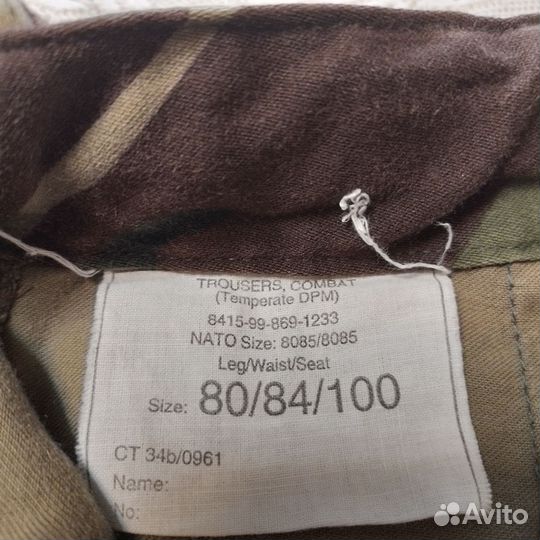 TROUSERS, COMBAT
(Temperate DPM)
8415-99-869-1233
NATO Size: 8085/8085
Leg/Waist/Seat
Size: 80/84/100
CT 34b/0961
Name:
No:
Avito